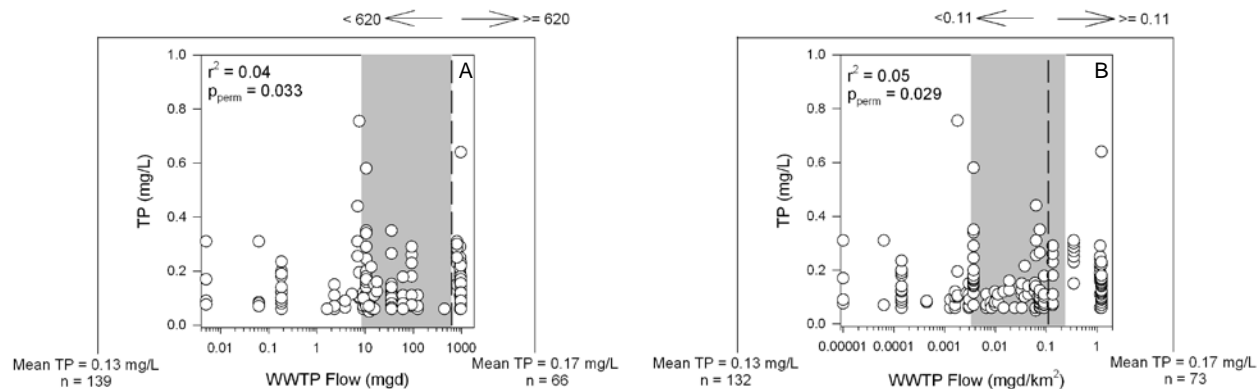 < 620
>= 620
A
r² = 0.04
p_perm = 0.033
1.0
0.8
0.6
0.4
0.2
0.0
TP (mg/L)
0.01 0.1 1 10 100 1000
WWTP Flow (mgd)
Mean TP = 0.13 mg/L
n = 139
Mean TP = 0.17 mg/L
n = 66
<0.11
>= 0.11
B
r² = 0.05
p_perm = 0.029
1.0
0.8
0.6
0.4
0.2
0.0
TP (mg/L)
0.00001 0.0001 0.001 0.01 0.1 1
WWTP Flow (mgd/km²)
Mean TP = 0.13 mg/L
n = 132
Mean TP = 0.17 mg/L
n = 73